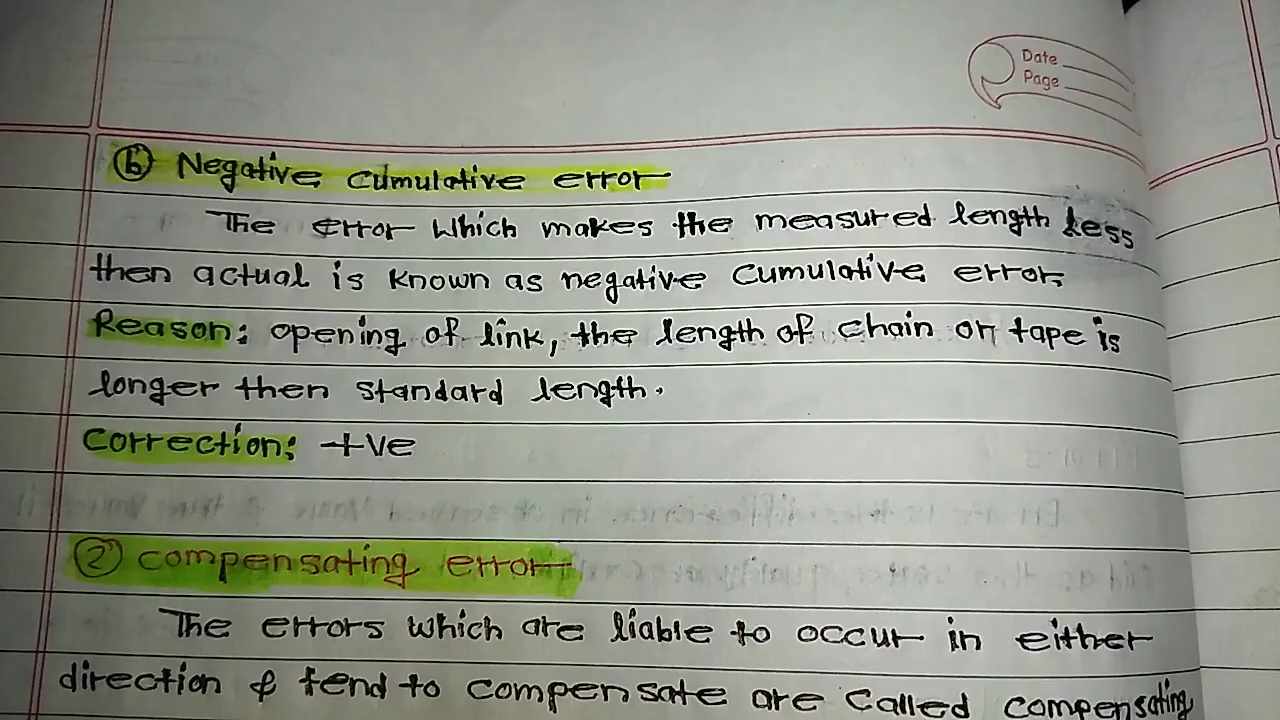 Date
Page
(b) Negative cumulative error
The error which makes the measured length less
then actual is known as negative cumulative error.
Reason: opening of link, the length of chain or tape is
longer then standard length.
Correction: +ve
(2) compensating error
The errors which are liable to occur in either
direction & tend to compensate are called compensating